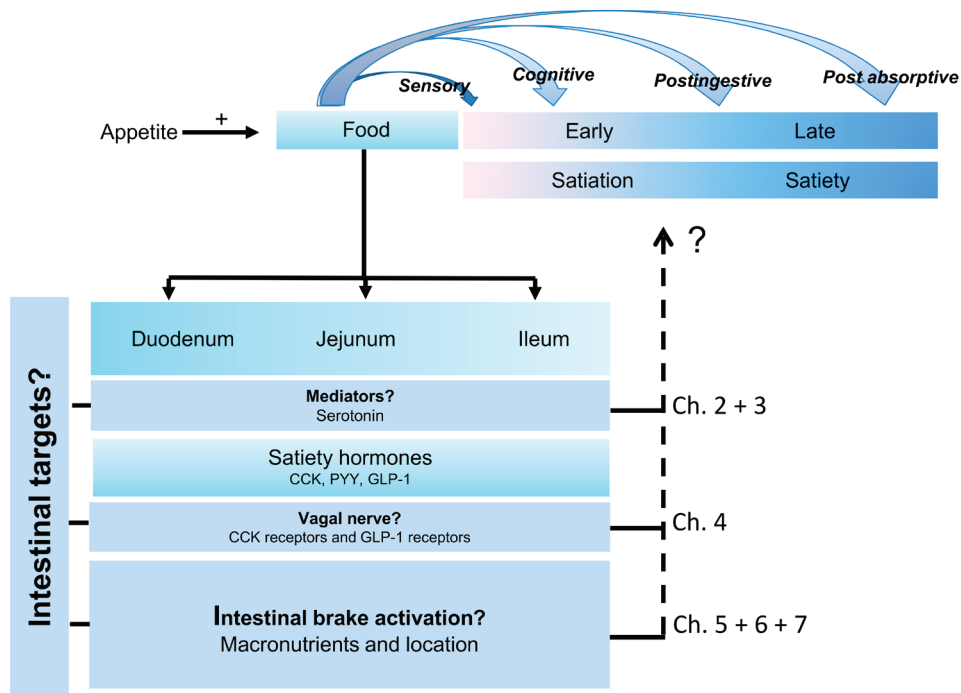 Sensory
Cognitive
Postingestive
Post absorptive
Appetite
+
Food
Early
Late
Satiation
Satiety
?
Intestinal targets?
Duodenum
Jejunum
Ileum
Mediators?
Serotonin
Ch. 2 + 3
Satiety hormones
CCK, PYY, GLP-1
Vagal nerve?
CCK receptors and GLP-1 receptors
Ch. 4
Intestinal brake activation?
Macronutrients and location
Ch. 5 + 6 + 7